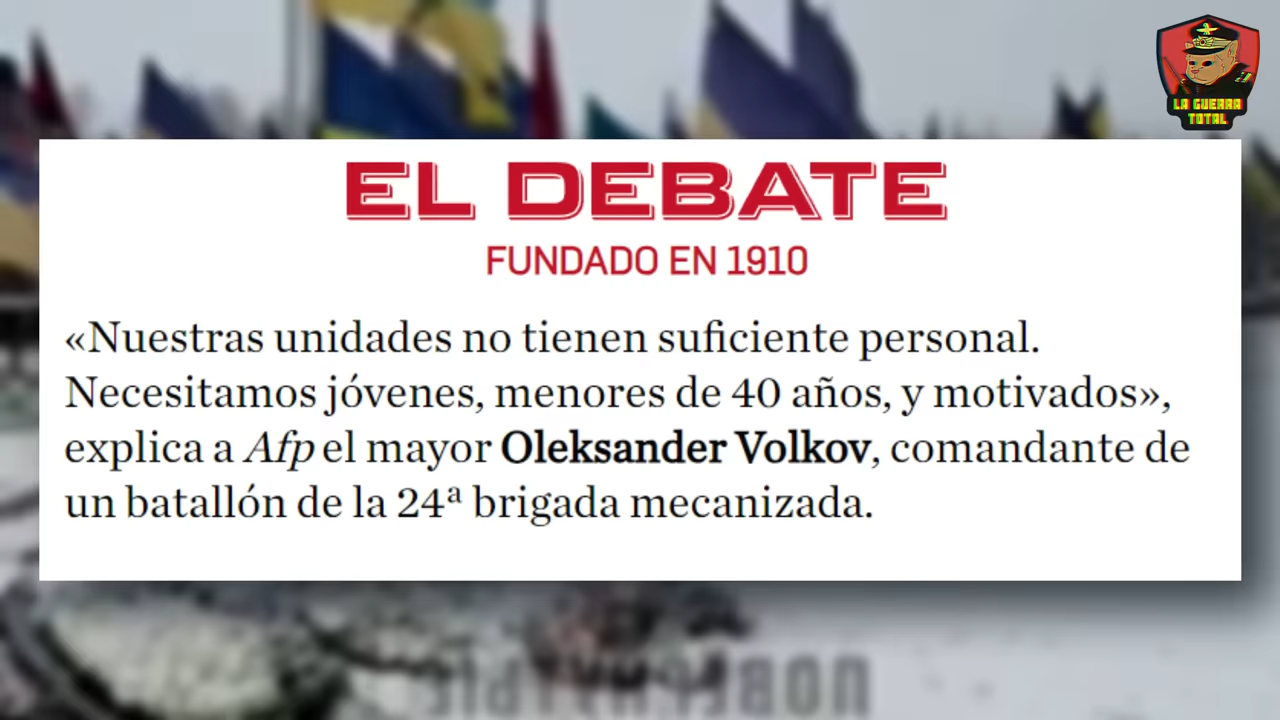 LA GUERRA
TOTAL
EL DEBATE
FUNDADO EN 1910
«Nuestras unidades no tienen suficiente personal.
Necesitamos jóvenes, menores de 40 años, y motivados»,
explica a Afp el mayor Oleksander Volkov, comandante de
un batallón de la 24ª brigada mecanizada.